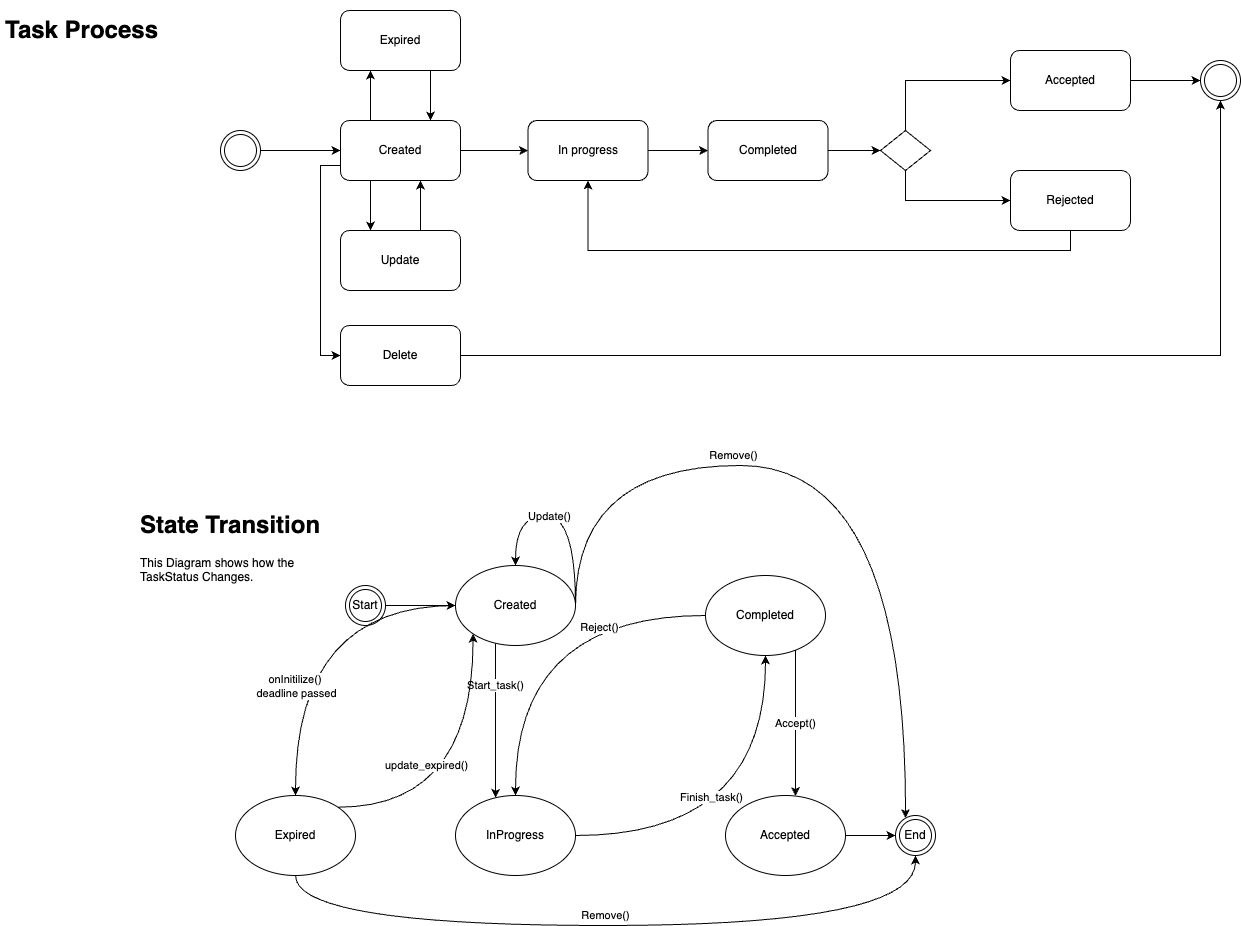 Task Process
Expired
Accepted
Created
In progress
Completed
Rejected
Update
Delete
Remove()
State Transition
Update()
This Diagram shows how the
TaskStatus Changes.
Start
Created
Completed
Reject()
onInitilize()
deadline passed
Start_task()
Accept()
update_expired()
Finish_task()
Expired
InProgress
Accepted
End
Remove()